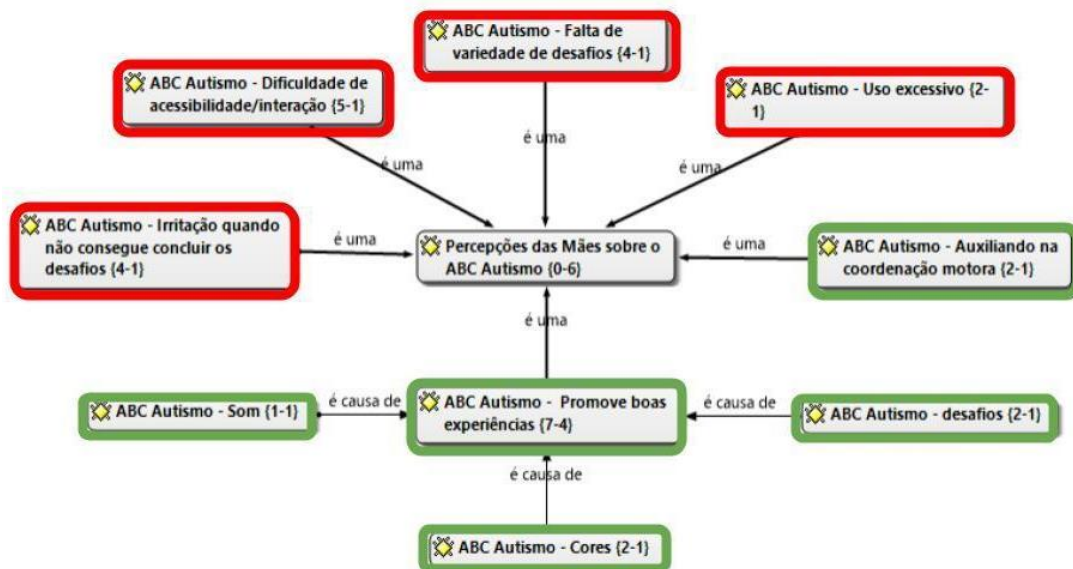 ABC Autismo - Falta de
variedade de desafios {4-1}
ABC Autismo - Dificuldade de
acessibilidade/interação {5-1}
ABC Autismo - Uso excessivo {2-
1}
é uma
é uma
é uma
ABC Autismo - Irritação quando
não consegue concluir os
desafios {4-1}
é uma
Percepções das Mães sobre o
ABC Autismo {0-6}
é uma
ABC Autismo - Auxiliando na
coordenação motora {2-1}
é uma
ABC Autismo - Som {1-1}
é causa de
ABC Autismo - Promove boas
experiências {7-4}
é causa de
ABC Autismo - desafios {2-1}
é causa de
ABC Autismo - Cores {2-1}